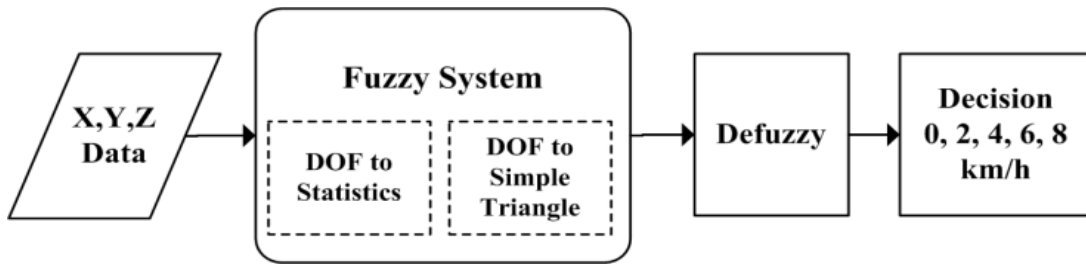 X,Y,Z
Data
Fuzzy System
DOF to
Statistics
DOF to
Simple
Triangle
Defuzzy
Decision
0, 2, 4, 6, 8
km/h